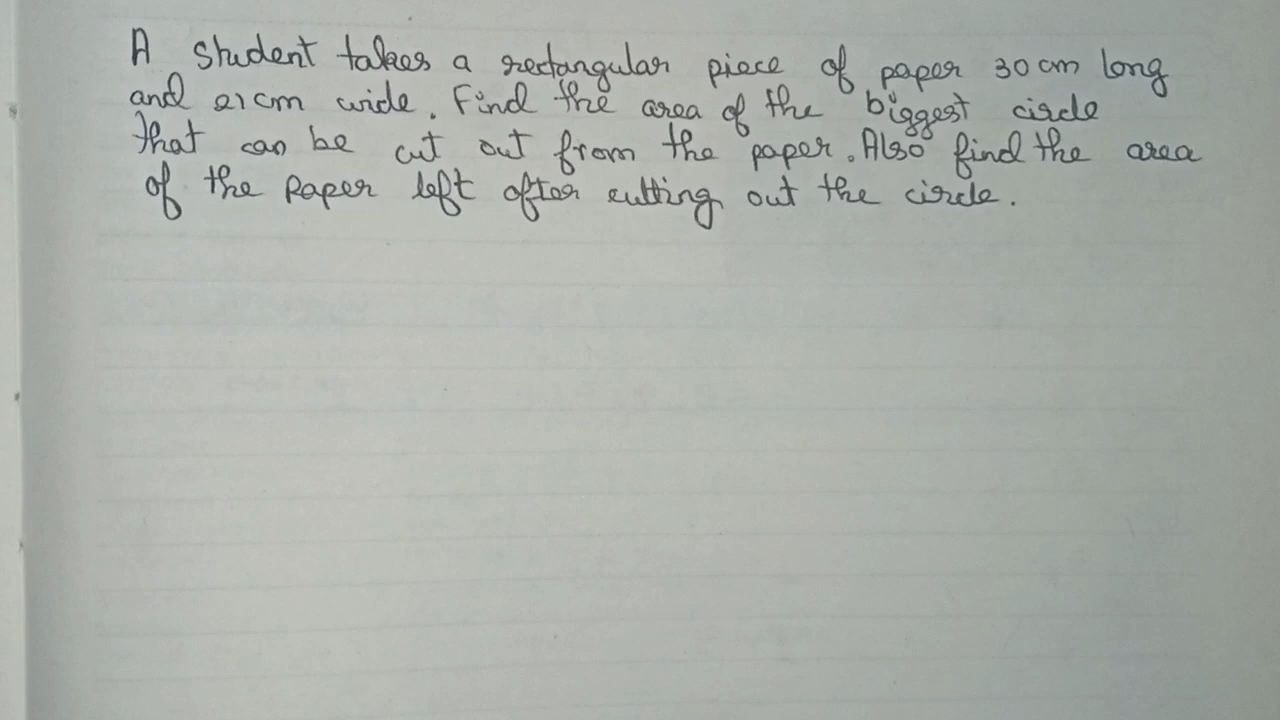 A student takes a rectangular piece of paper 30 cm long
and 21 cm wide. Find the area of the biggest circle
that can be cut out from the paper. Also find the area
of the paper left after cutting out the circle.